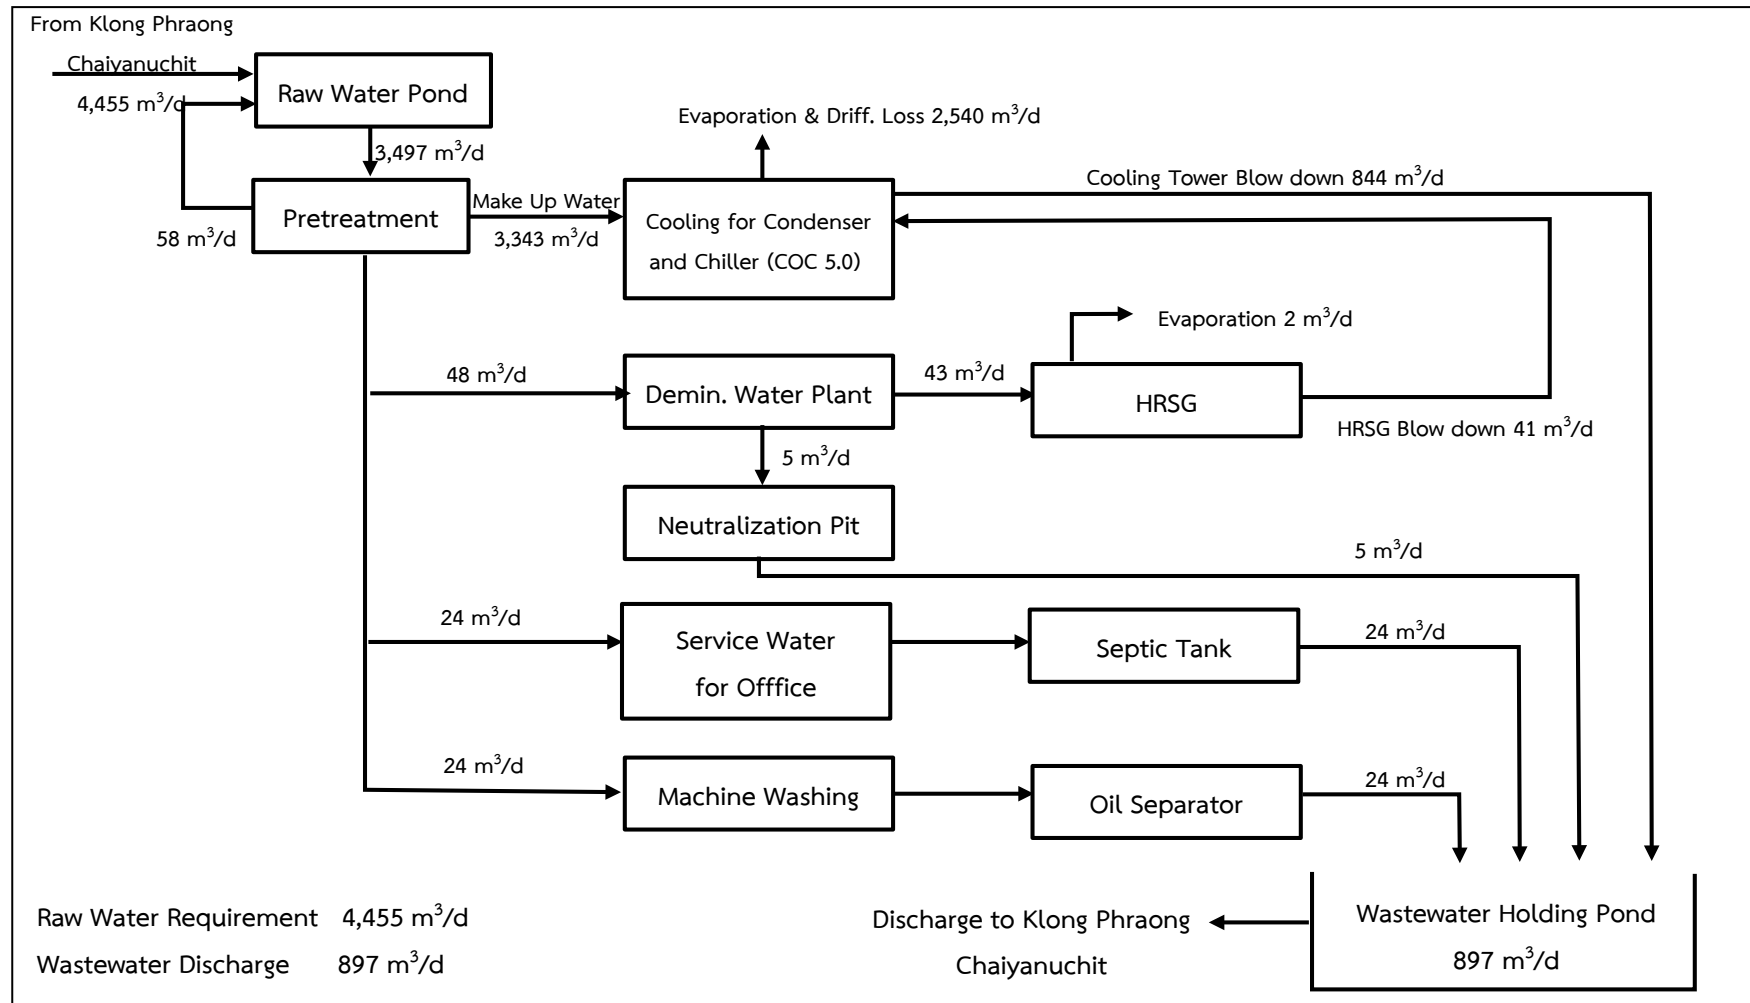 From Klong Phraong
Chaiyanuchit
4,455 m³/d
Raw Water Pond
3,497 m³/d
Evaporation & Driff. Loss 2,540 m³/d
Pretreatment
58 m³/d
Make Up Water
3,343 m³/d
Cooling for Condenser
and Chiller (COC 5.0)
Cooling Tower Blow down 844 m³/d
Evaporation 2 m³/d
48 m³/d
Demin. Water Plant
43 m³/d
HRSG
HRSG Blow down 41 m³/d
5 m³/d
Neutralization Pit
5 m³/d
24 m³/d
Service Water
for Offfice
Septic Tank
24 m³/d
24 m³/d
Machine Washing
Oil Separator
24 m³/d
Raw Water Requirement 4,455 m³/d
Wastewater Discharge 897 m³/d
Discharge to Klong Phraong
Chaiyanuchit
Wastewater Holding Pond
897 m³/d